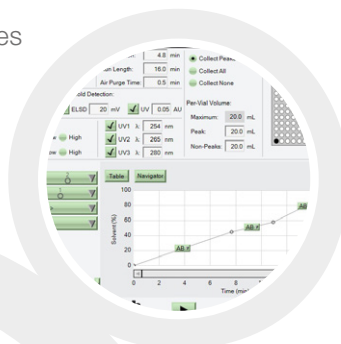 es
4.8 min
Collect Peaks
Run Length: 16.0 min
Collect All
Air Purge Time: 0.5 min
Collect None
old Detection:
ELSD 20 mV UV 0.05 AU
Per-Vial Volume:
Maximum: 20.0 mL
UV1 λ: 254 nm
Peak: 20.0 mL
High
UV2 λ: 265 nm
Non-Peaks: 20.0 mL
ow High
UV3 λ: 280 nm
Table Navigator
100
80
60
40
20
0
Solvent(%)
AB
AB
AB
0 2 4 6 8
Time (min)